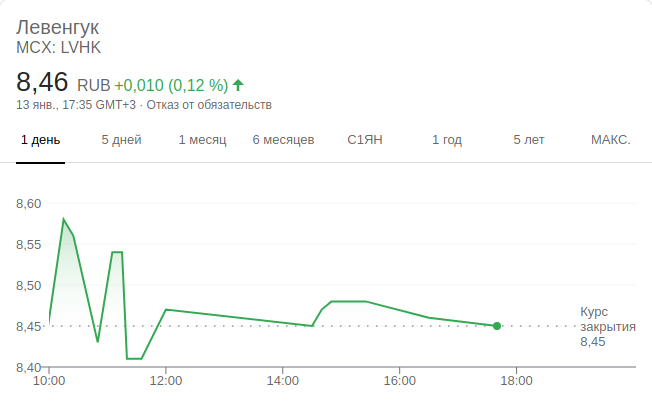 Левенгук
MCX: LVHK
8,46 RUB +0,010 (0,12 %)
13 янв., 17:35 GMT+3 · Отказ от обязательств
1 день 5 дней 1 месяц 6 месяцев С1ЯН 1 год 5 лет МАКС.
8,60
8,55
8,50
8,45
8,40
Курс
закрытия
8,45
10:00 12:00 14:00 16:00 18:00